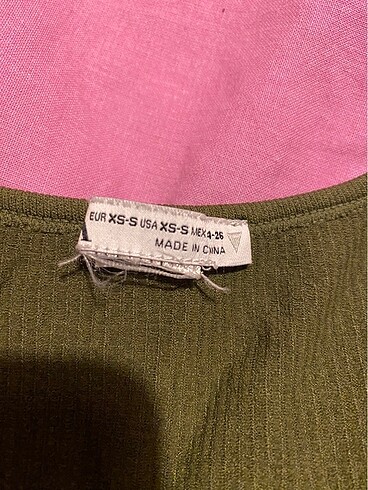 EUR XS-S USA XS-S MEX 4-26
MADE IN CHINA